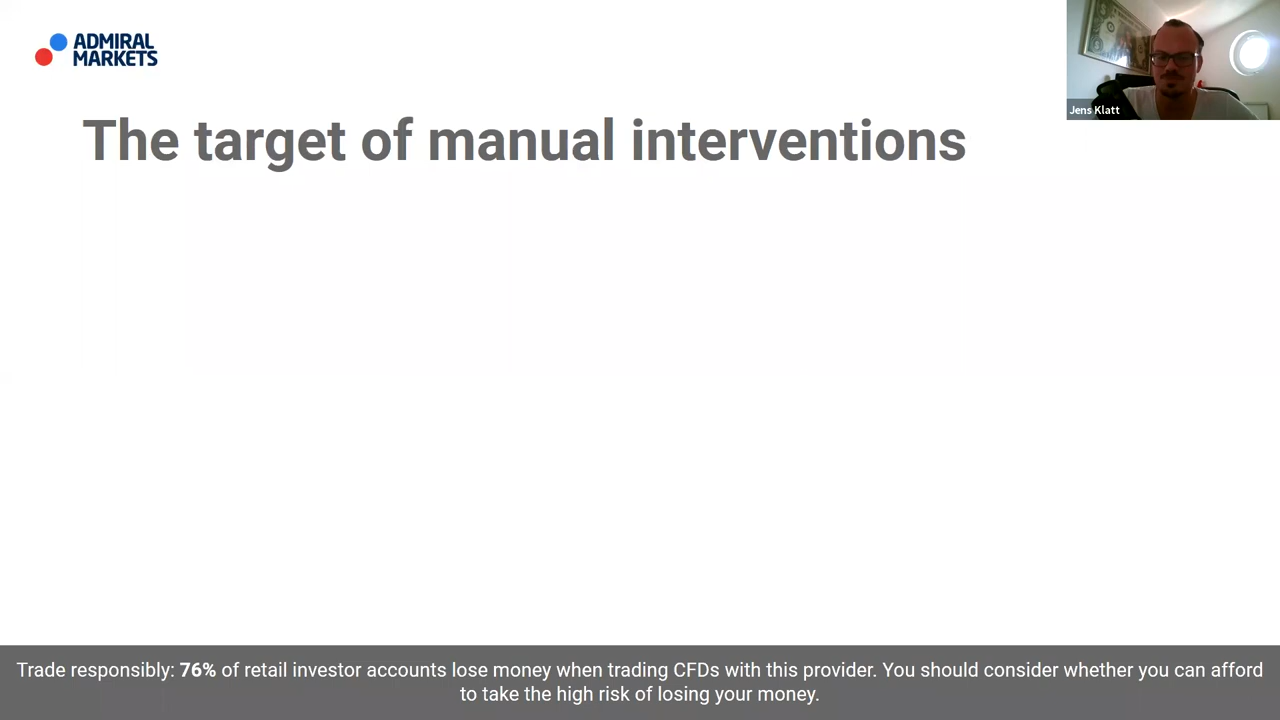 ADMIRAL
MARKETS
Jens Klatt
The target of manual interventions
Trade responsibly: 76% of retail investor accounts lose money when trading CFDs with this provider. You should consider whether you can afford
to take the high risk of losing your money.